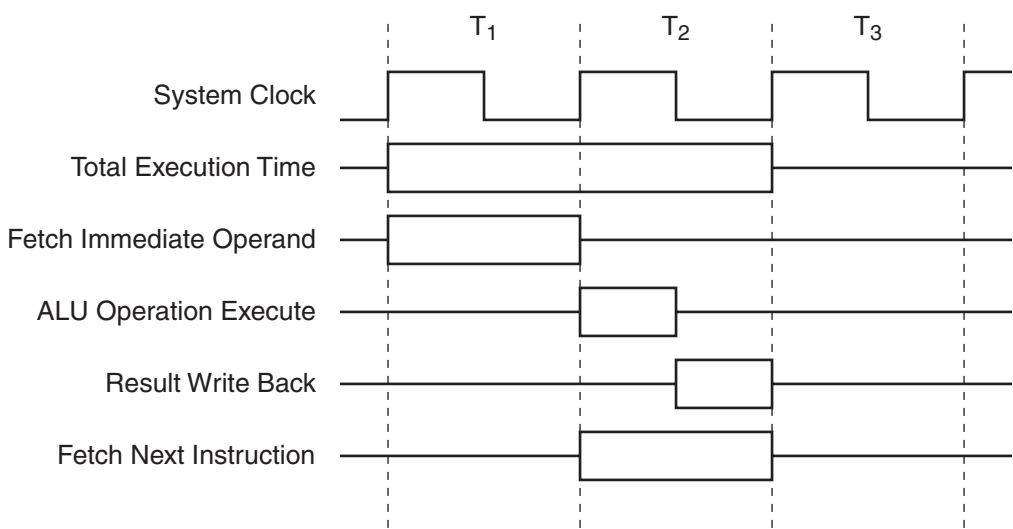 T1 T2 T3
System Clock
Total Execution Time
Fetch Immediate Operand
ALU Operation Execute
Result Write Back
Fetch Next Instruction